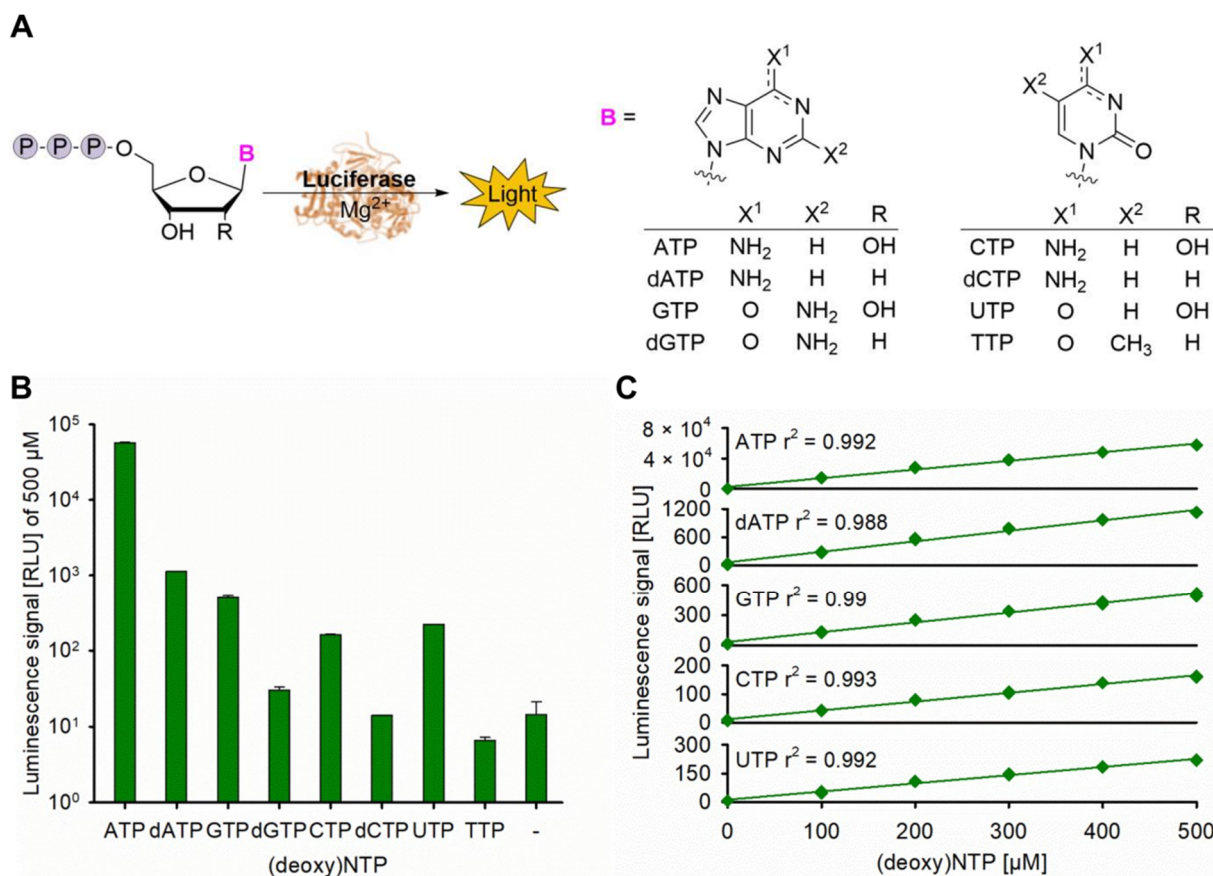 A
P P P O
O
B
OH R
Luciferase
Mg2+
Light
B =
X1
N
N
N
N
X2
X1
X2
N
N
O
X1 X2 R
ATP NH2 H OH
dATP NH2 H H
GTP O NH2 OH
dGTP O NH2 H
X1 X2 R
CTP NH2 H OH
dCTP NH2 H H
UTP O H OH
TTP O CH3 H
B
Luminescence signal [RLU] of 500 µM
10^5
10^4
10^3
10^2
10^1
10^0
ATP dATP GTP dGTP CTP dCTP UTP TTP -
(deoxy)NTP
C
Luminescence signal [RLU]
8 × 10^4
4 × 10^4
0
ATP r2 = 0.992
1200
600
0
dATP r2 = 0.988
600
300
0
GTP r2 = 0.99
200
100
0
CTP r2 = 0.993
300
150
0
UTP r2 = 0.992
0 100 200 300 400 500
(deoxy)NTP [µM]